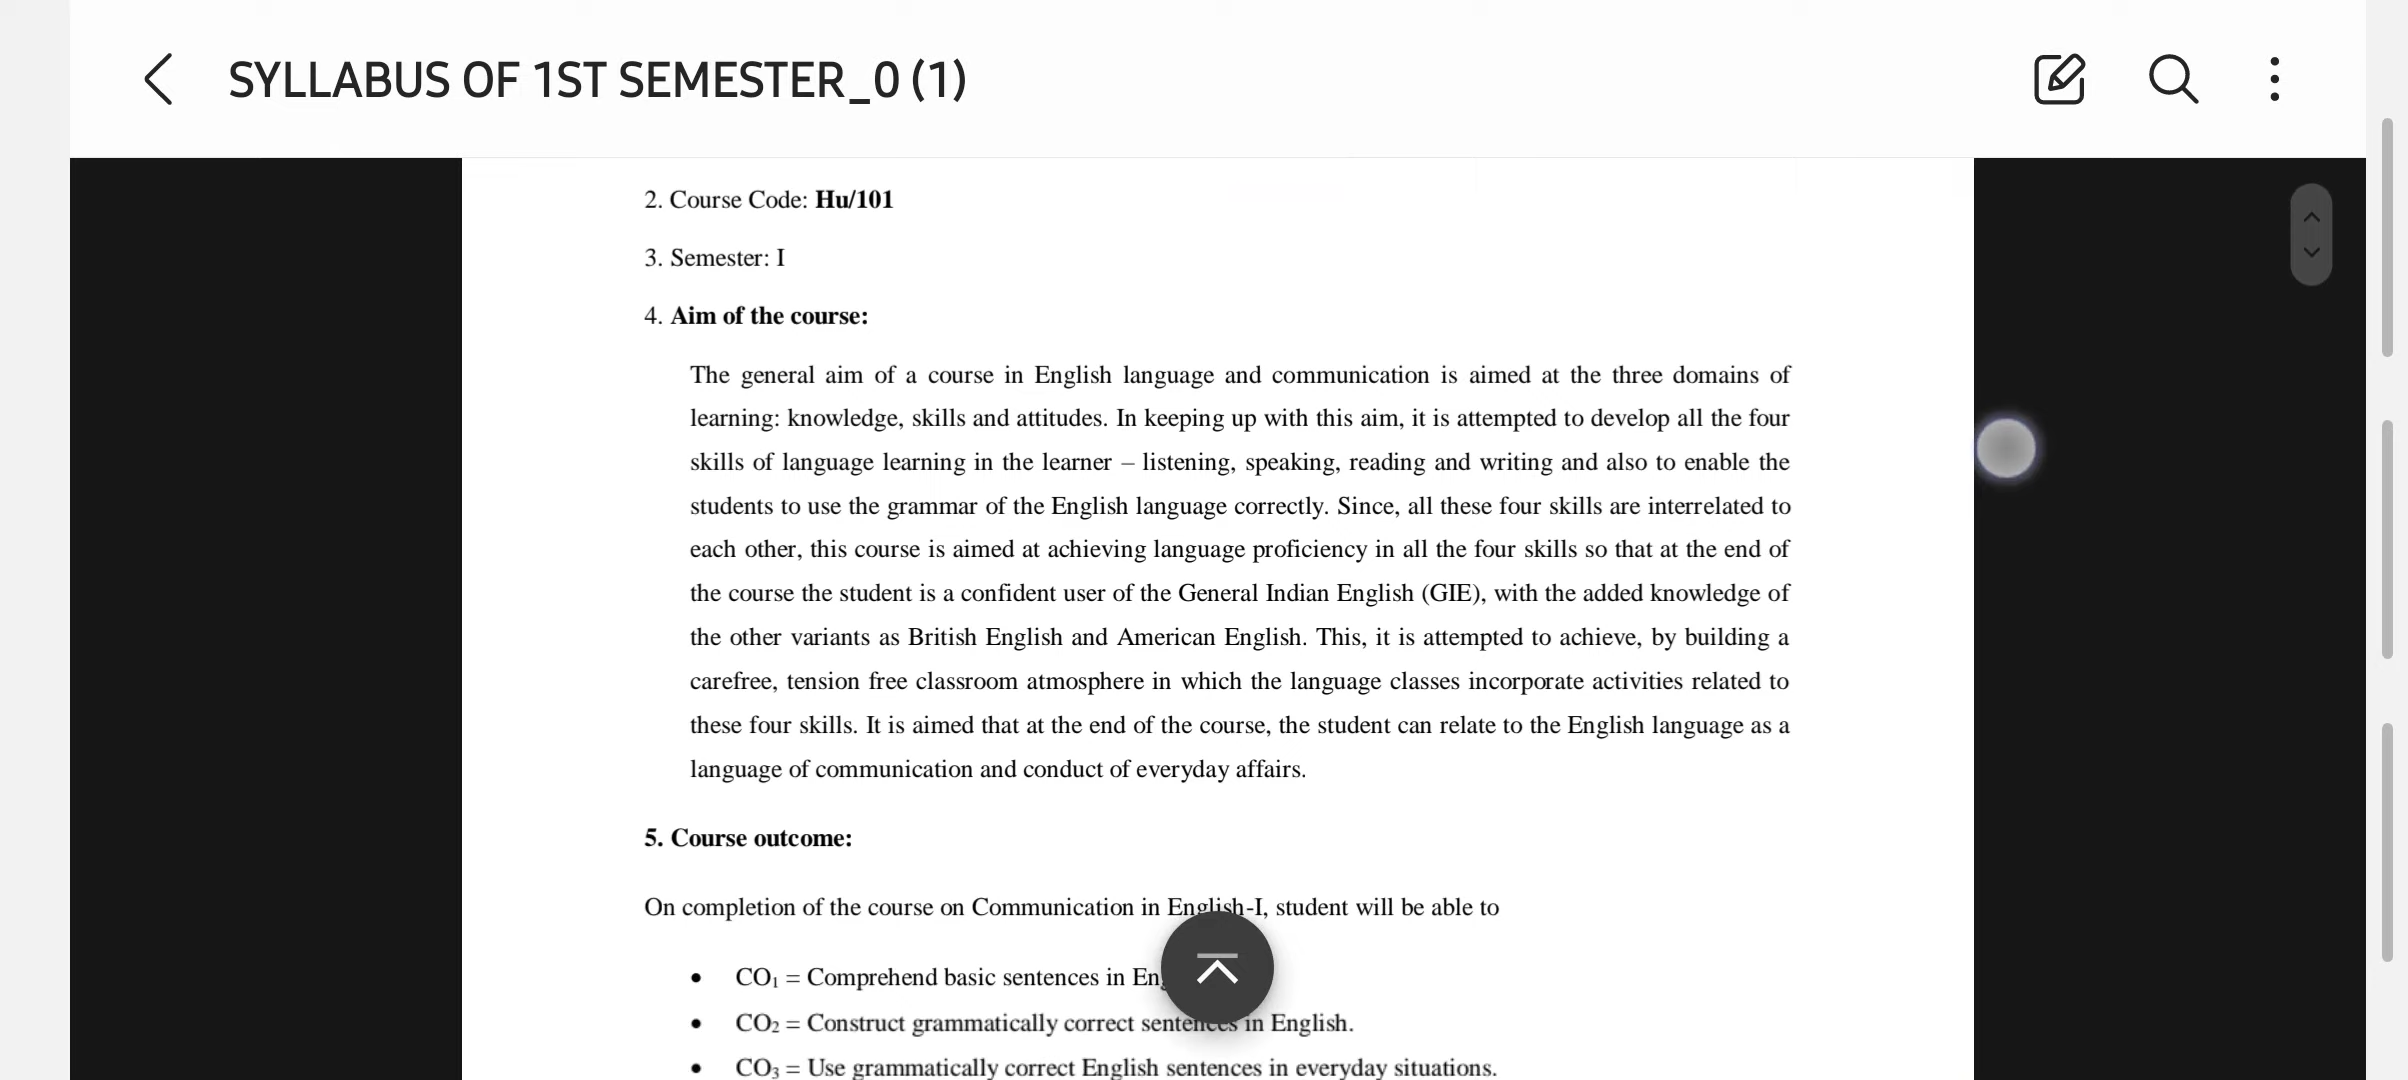 SYLLABUS OF 1ST SEMESTER_0 (1)
2. Course Code: Hu/101
3. Semester: I
4. Aim of the course:
The general aim of a course in English language and communication is aimed at the three domains of
learning: knowledge, skills and attitudes. In keeping up with this aim, it is attempted to develop all the four
skills of language learning in the learner – listening, speaking, reading and writing and also to enable the
students to use the grammar of the English language correctly. Since, all these four skills are interrelated to
each other, this course is aimed at achieving language proficiency in all the four skills so that at the end of
the course the student is a confident user of the General Indian English (GIE), with the added knowledge of
the other variants as British English and American English. This, it is attempted to achieve, by building a
carefree, tension free classroom atmosphere in which the language classes incorporate activities related to
these four skills. It is aimed that at the end of the course, the student can relate to the English language as a
language of communication and conduct of everyday affairs.
5. Course outcome:
On completion of the course on Communication in English-I, student will be able to
• CO₁ = Comprehend basic sentences in
• CO₂ = Construct grammatically correct sentences in English.
• CO₃ = Use grammatically correct English sentences in everyday situations.